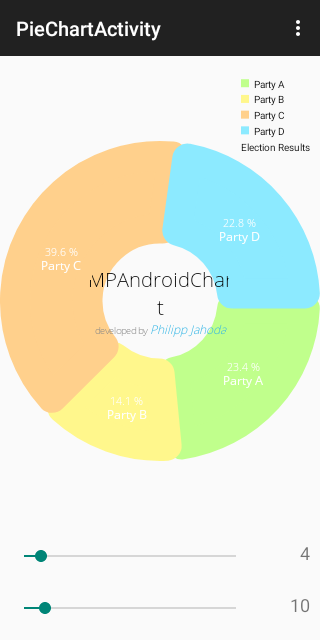 PieChartActivity
Party A
Party B
Party C
Party D
Election Results
22.8 %
Party D
39.6 %
Party C
MPAndroidChar
t
developed by Philipp Jahoda
23.4 %
Party A
14.1 %
Party B
4
10